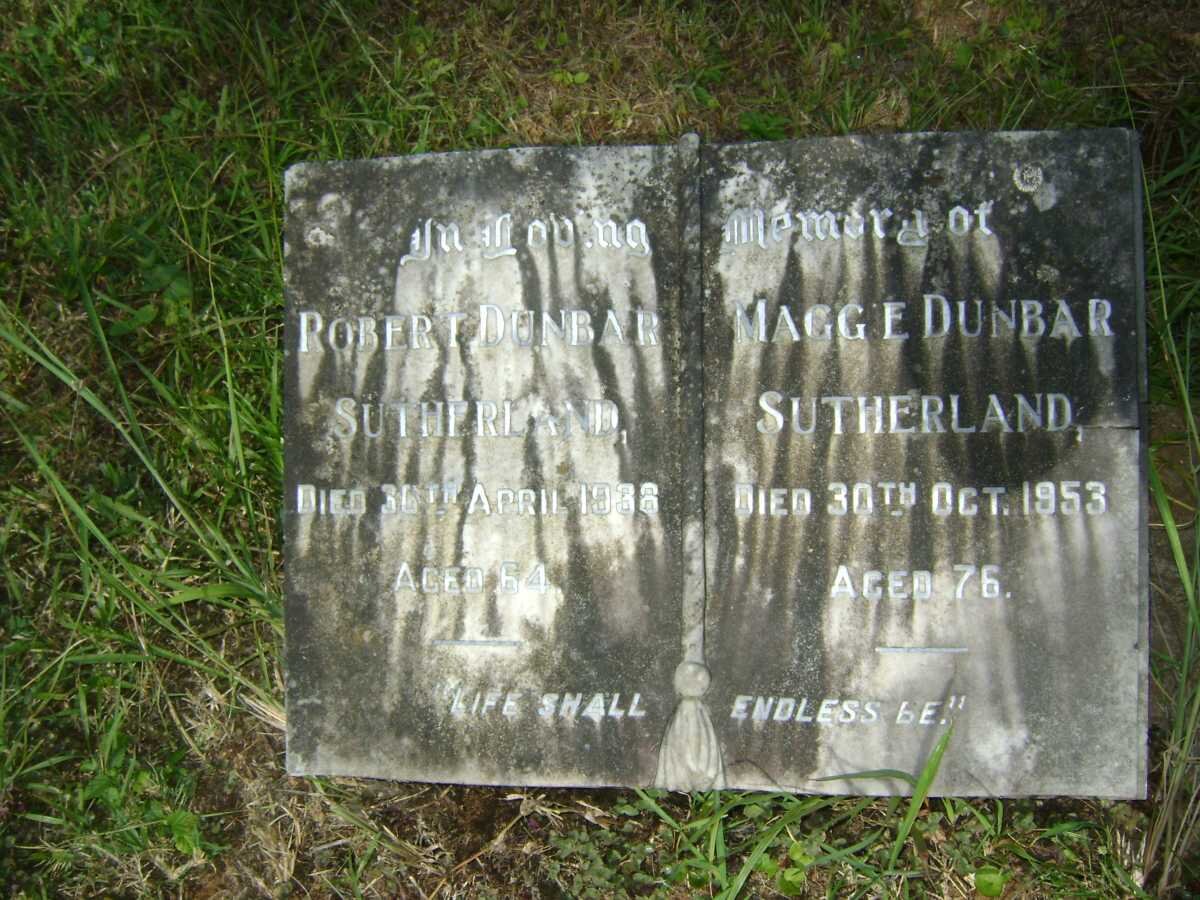 In Loving Memory of
Robert Dunbar
Sutherland,
Died 30th April 1936
Aged 64.
Maggie Dunbar
Sutherland,
Died 30th Oct. 1953
Aged 76.
"Life shall endless be."